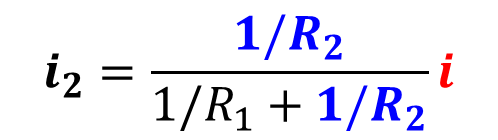 i₂ = (1/R₂)/(1/R₁ + 1/R₂) i